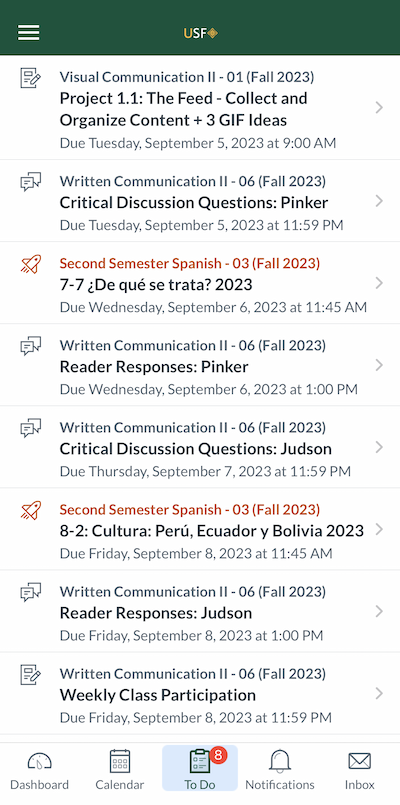 USF
Visual Communication II - 01 (Fall 2023)
Project 1.1: The Feed - Collect and
Organize Content + 3 GIF Ideas
Due Tuesday, September 5, 2023 at 9:00 AM
Written Communication II - 06 (Fall 2023)
Critical Discussion Questions: Pinker
Due Tuesday, September 5, 2023 at 11:59 PM
Second Semester Spanish - 03 (Fall 2023)
7-7 ¿De qué se trata? 2023
Due Wednesday, September 6, 2023 at 11:45 AM
Written Communication II - 06 (Fall 2023)
Reader Responses: Pinker
Due Wednesday, September 6, 2023 at 1:00 PM
Written Communication II - 06 (Fall 2023)
Critical Discussion Questions: Judson
Due Thursday, September 7, 2023 at 11:59 PM
Second Semester Spanish - 03 (Fall 2023)
8-2: Cultura: Perú, Ecuador y Bolivia 2023
Due Friday, September 8, 2023 at 11:45 AM
Written Communication II - 06 (Fall 2023)
Reader Responses: Judson
Due Friday, September 8, 2023 at 1:00 PM
Written Communication II - 06 (Fall 2023)
Weekly Class Participation
Due Friday, September 8, 2023 at 11:59 PM
8
Dashboard Calendar To Do Notifications Inbox